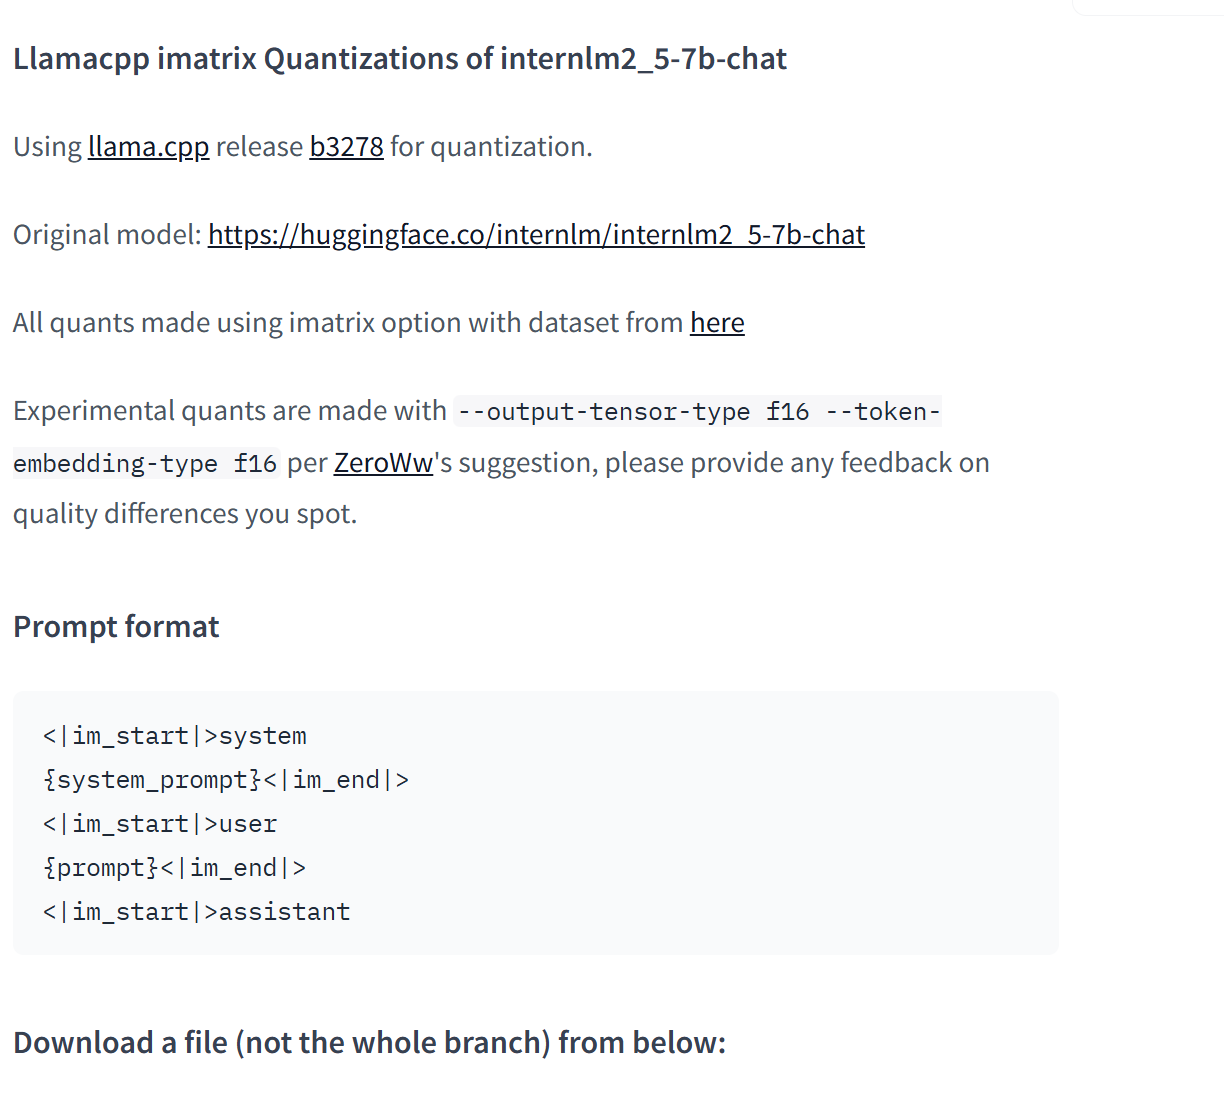 Llamacpp imatrix Quantizations of internlm2_5-7b-chat
Using llama.cpp release b3278 for quantization.
Original model: https://huggingface.co/internlm/internlm2_5-7b-chat
All quants made using imatrix option with dataset from here
Experimental quants are made with --output-tensor-type f16 --token-
embedding-type f16 per ZeroWw's suggestion, please provide any feedback on
quality differences you spot.
Prompt format
<|im_start|>system
{system_prompt}<|im_end|>
<|im_start|>user
{prompt}<|im_end|>
<|im_start|>assistant
Download a file (not the whole branch) from below: